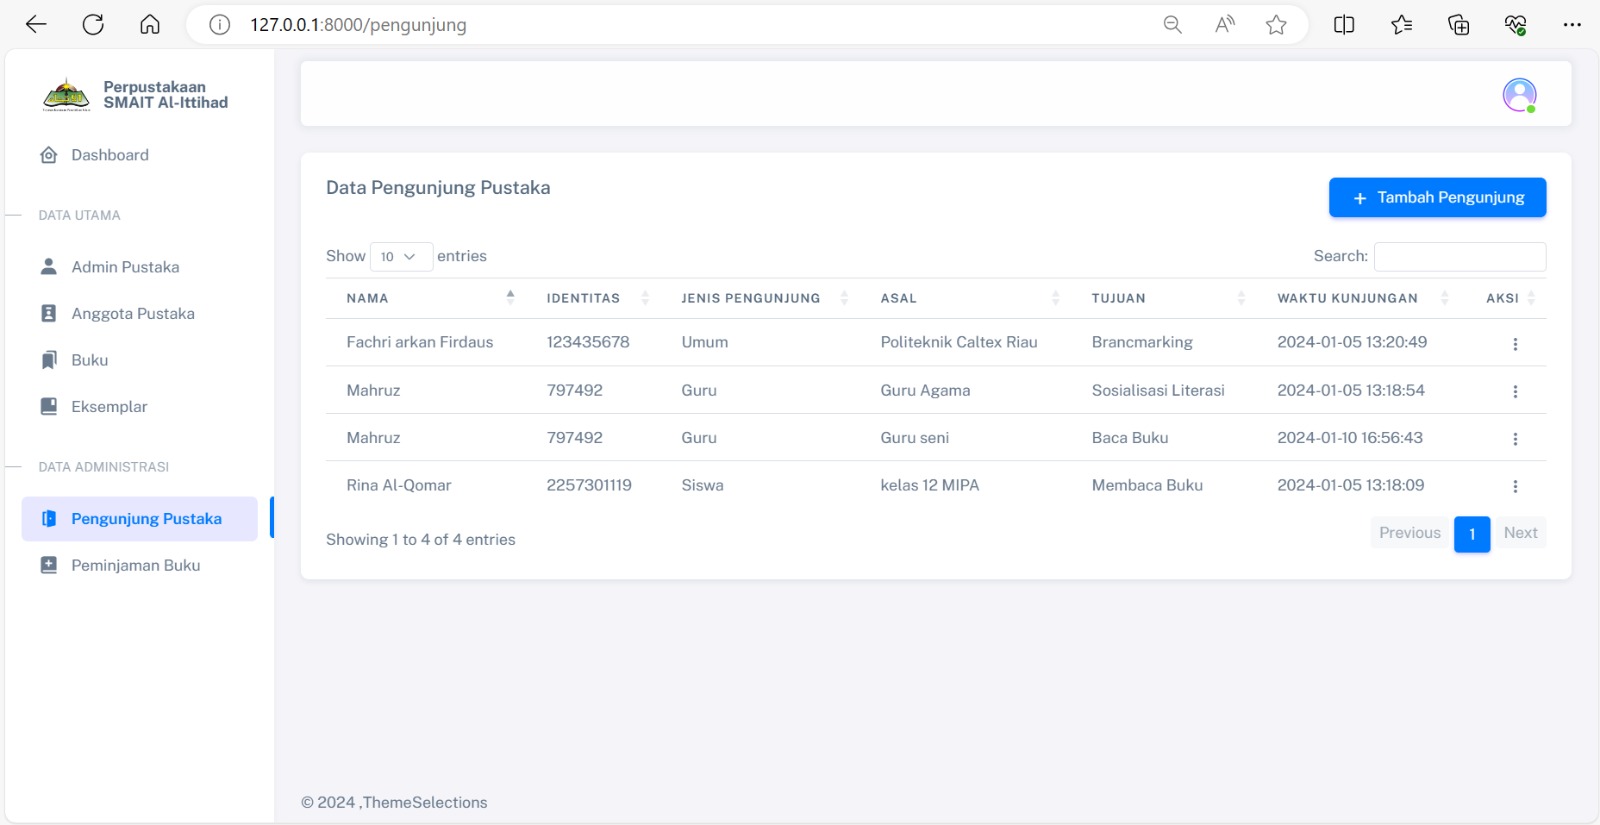 127.0.0.1:8000/pengunjung
Perpustakaan
SMAIT Al-Ittihad
Dashboard
DATA UTAMA
Admin Pustaka
Anggota Pustaka
Buku
Eksemplar
DATA ADMINISTRASI
Pengunjung Pustaka
Peminjaman Buku
Data Pengunjung Pustaka
+ Tambah Pengunjung
Show 10 entries
Search:
NAMA IDENTITAS JENIS PENGUNJUNG ASAL TUJUAN WAKTU KUNJUNGAN AKSI
Fachri arkan Firdaus 123435678 Umum Politeknik Caltex Riau Brancmarking 2024-01-05 13:20:49
Mahruz 797492 Guru Guru Agama Sosialisasi Literasi 2024-01-05 13:18:54
Mahruz 797492 Guru Guru seni Baca Buku 2024-01-10 16:56:43
Rina Al-Qomar 2257301119 Siswa kelas 12 MIPA Membaca Buku 2024-01-05 13:18:09
Showing 1 to 4 of 4 entries
Previous 1 Next
© 2024 ,ThemeSelections